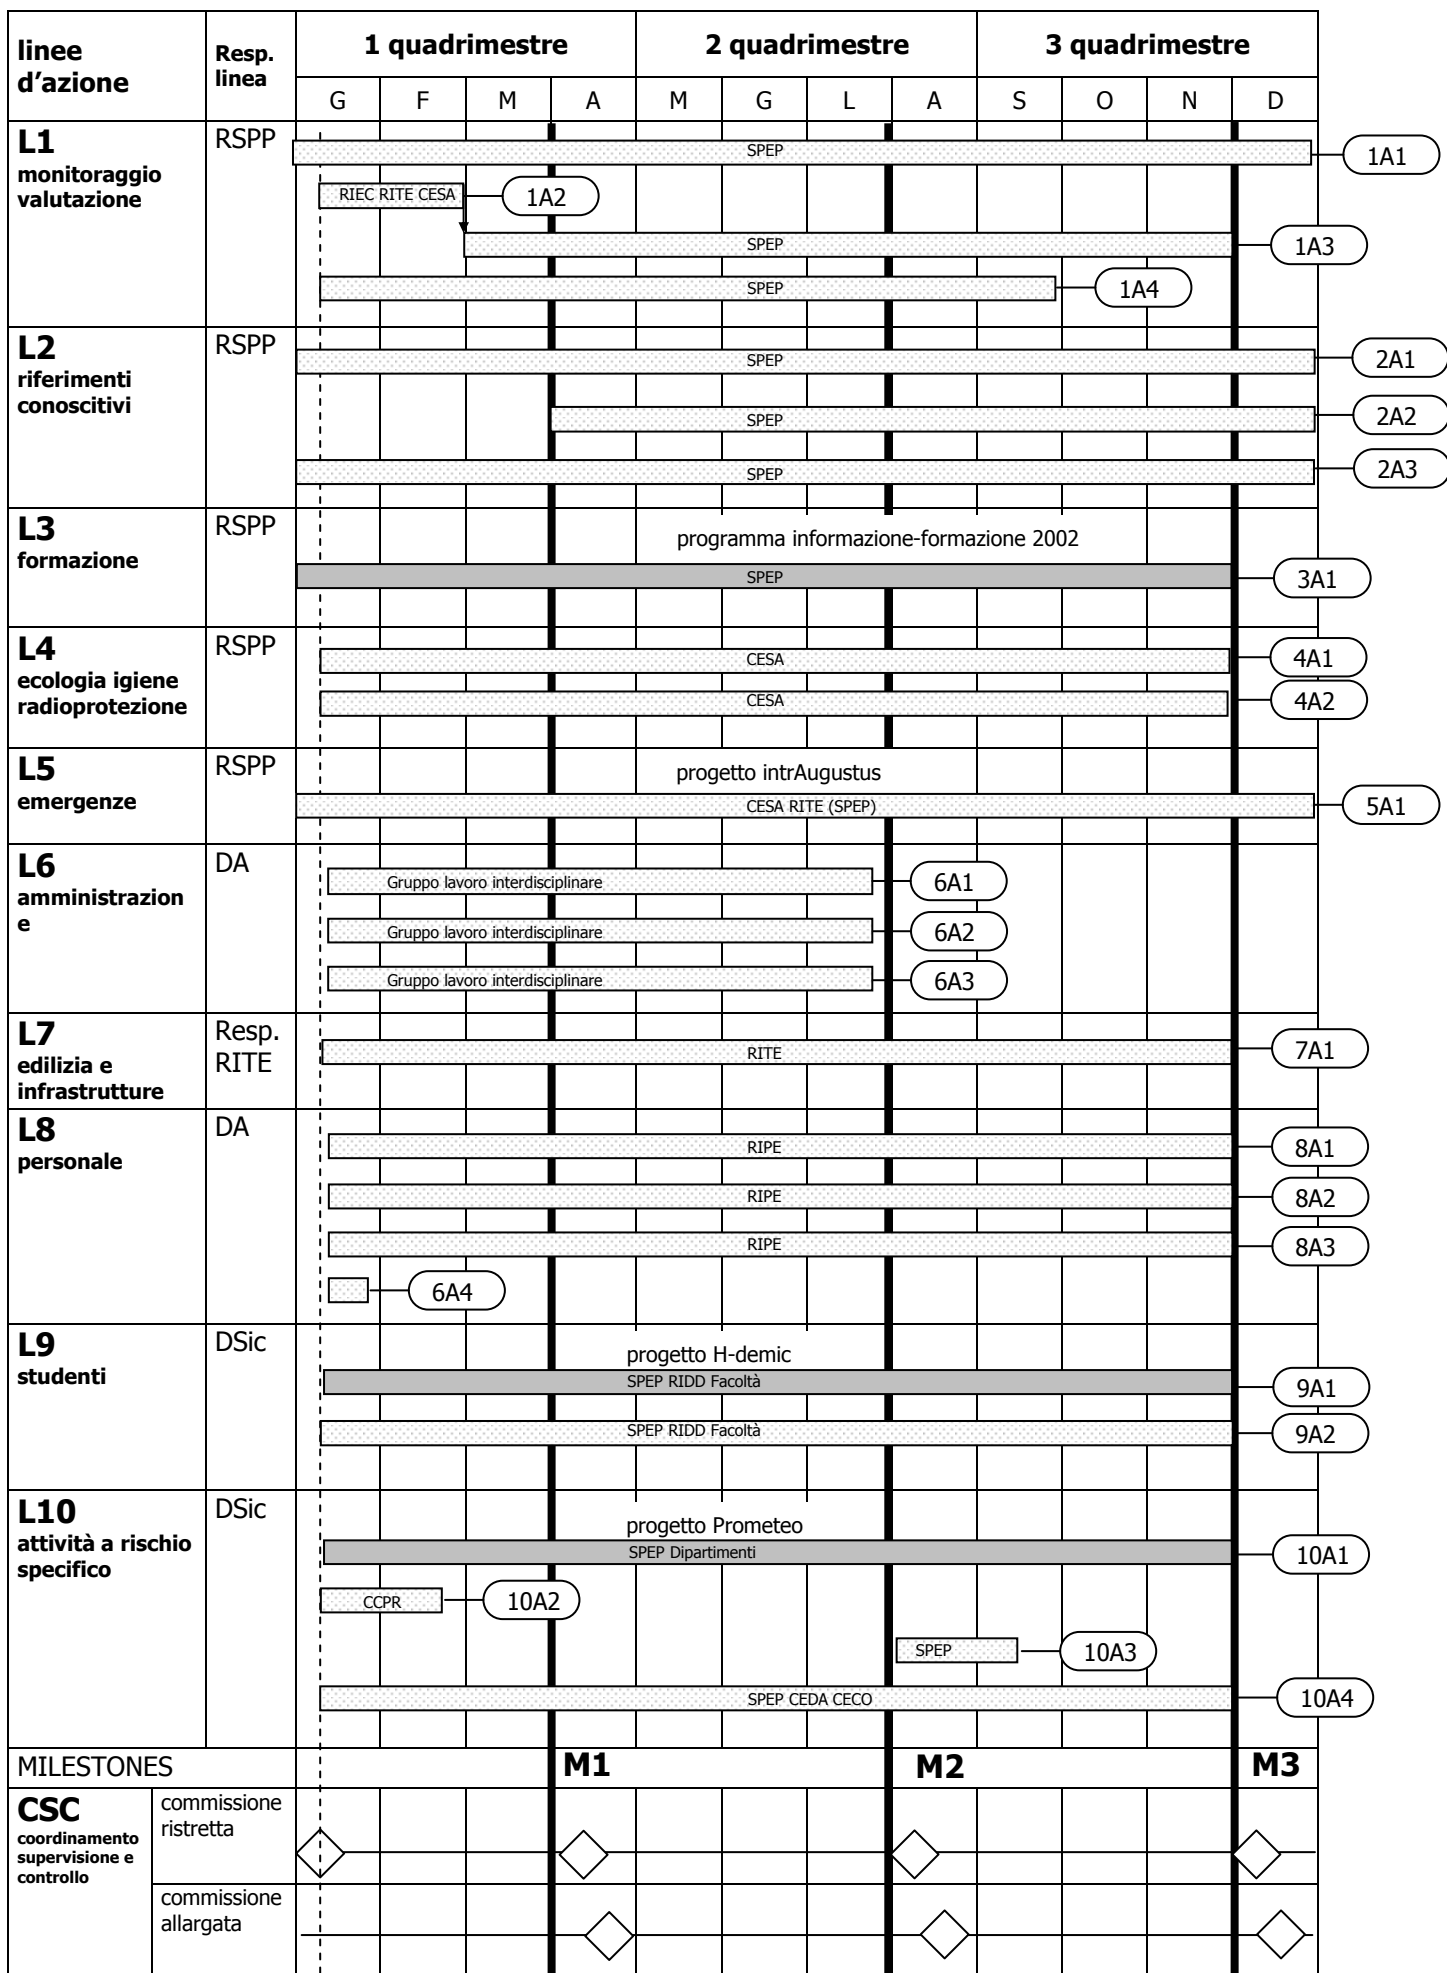 linee
d'azione
Resp.
linea
1 quadrimestre
2 quadrimestre
3 quadrimestre
G F M A M G L A S O N D
L1
monitoraggio
valutazione
RSPP
SPEP
1A1
RIEC RITE CESA
1A2
SPEP
1A3
SPEP
1A4
L2
riferimenti
conoscitivi
RSPP
SPEP
2A1
SPEP
2A2
SPEP
2A3
L3
formazione
RSPP
programma informazione-formazione 2002
SPEP
3A1
L4
ecologia igiene
radioprotezione
RSPP
CESA
4A1
CESA
4A2
L5
emergenze
RSPP
progetto intrAugustus
CESA RITE (SPEP)
5A1
L6
amministrazion
e
DA
Gruppo lavoro interdisciplinare
6A1
Gruppo lavoro interdisciplinare
6A2
Gruppo lavoro interdisciplinare
6A3
L7
edilizia e
infrastrutture
Resp.
RITE
RITE
7A1
L8
personale
DA
RIPE
8A1
RIPE
8A2
RIPE
8A3
6A4
L9
studenti
DSic
progetto H-demic
SPEP RIDD Facoltà
9A1
SPEP RIDD Facoltà
9A2
L10
attività a rischio
specifico
DSic
progetto Prometeo
SPEP Dipartimenti
10A1
CCPR
10A2
SPEP
10A3
SPEP CEDA CECO
10A4
MILESTONES
M1
M2
M3
CSC
coordinamento
supervisione e
controllo
commissione
ristretta
commissione
allargata